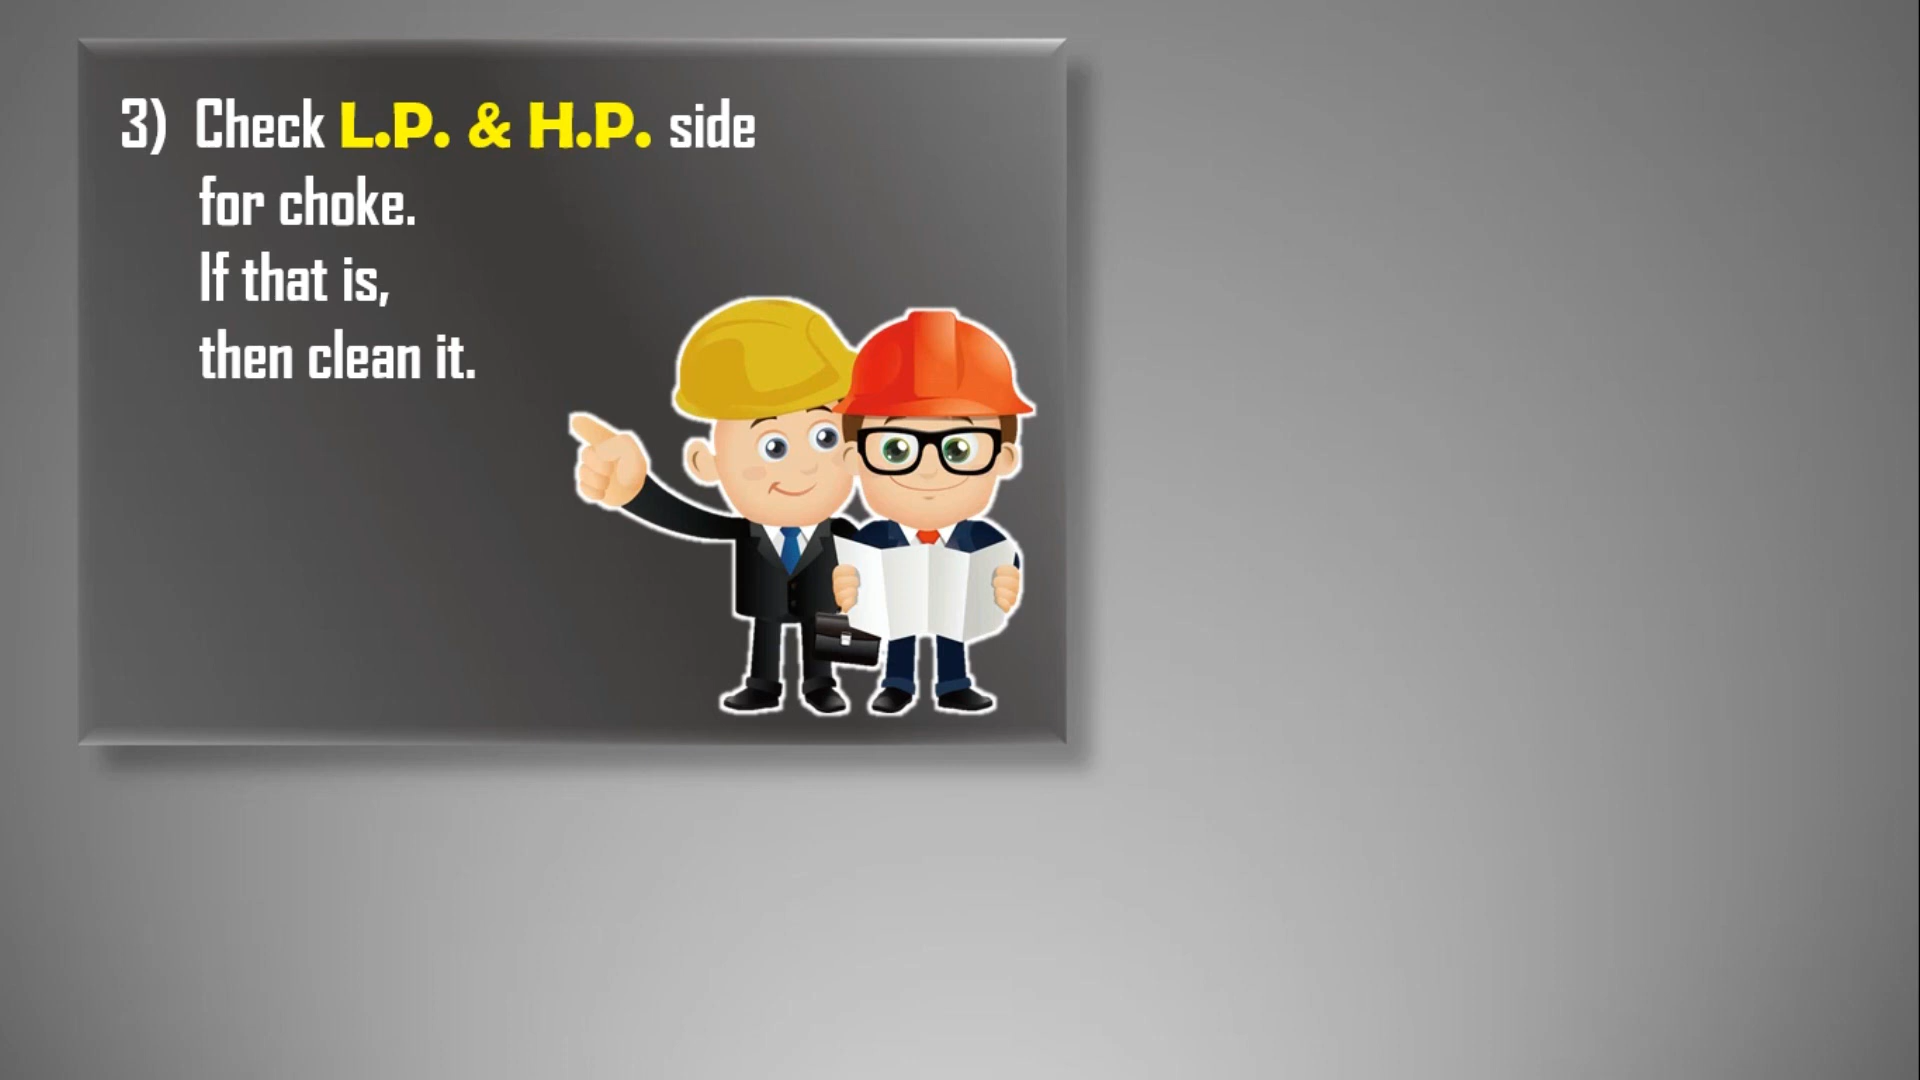 3) Check L.P. & H.P. side
for choke.
If that is,
then clean it.